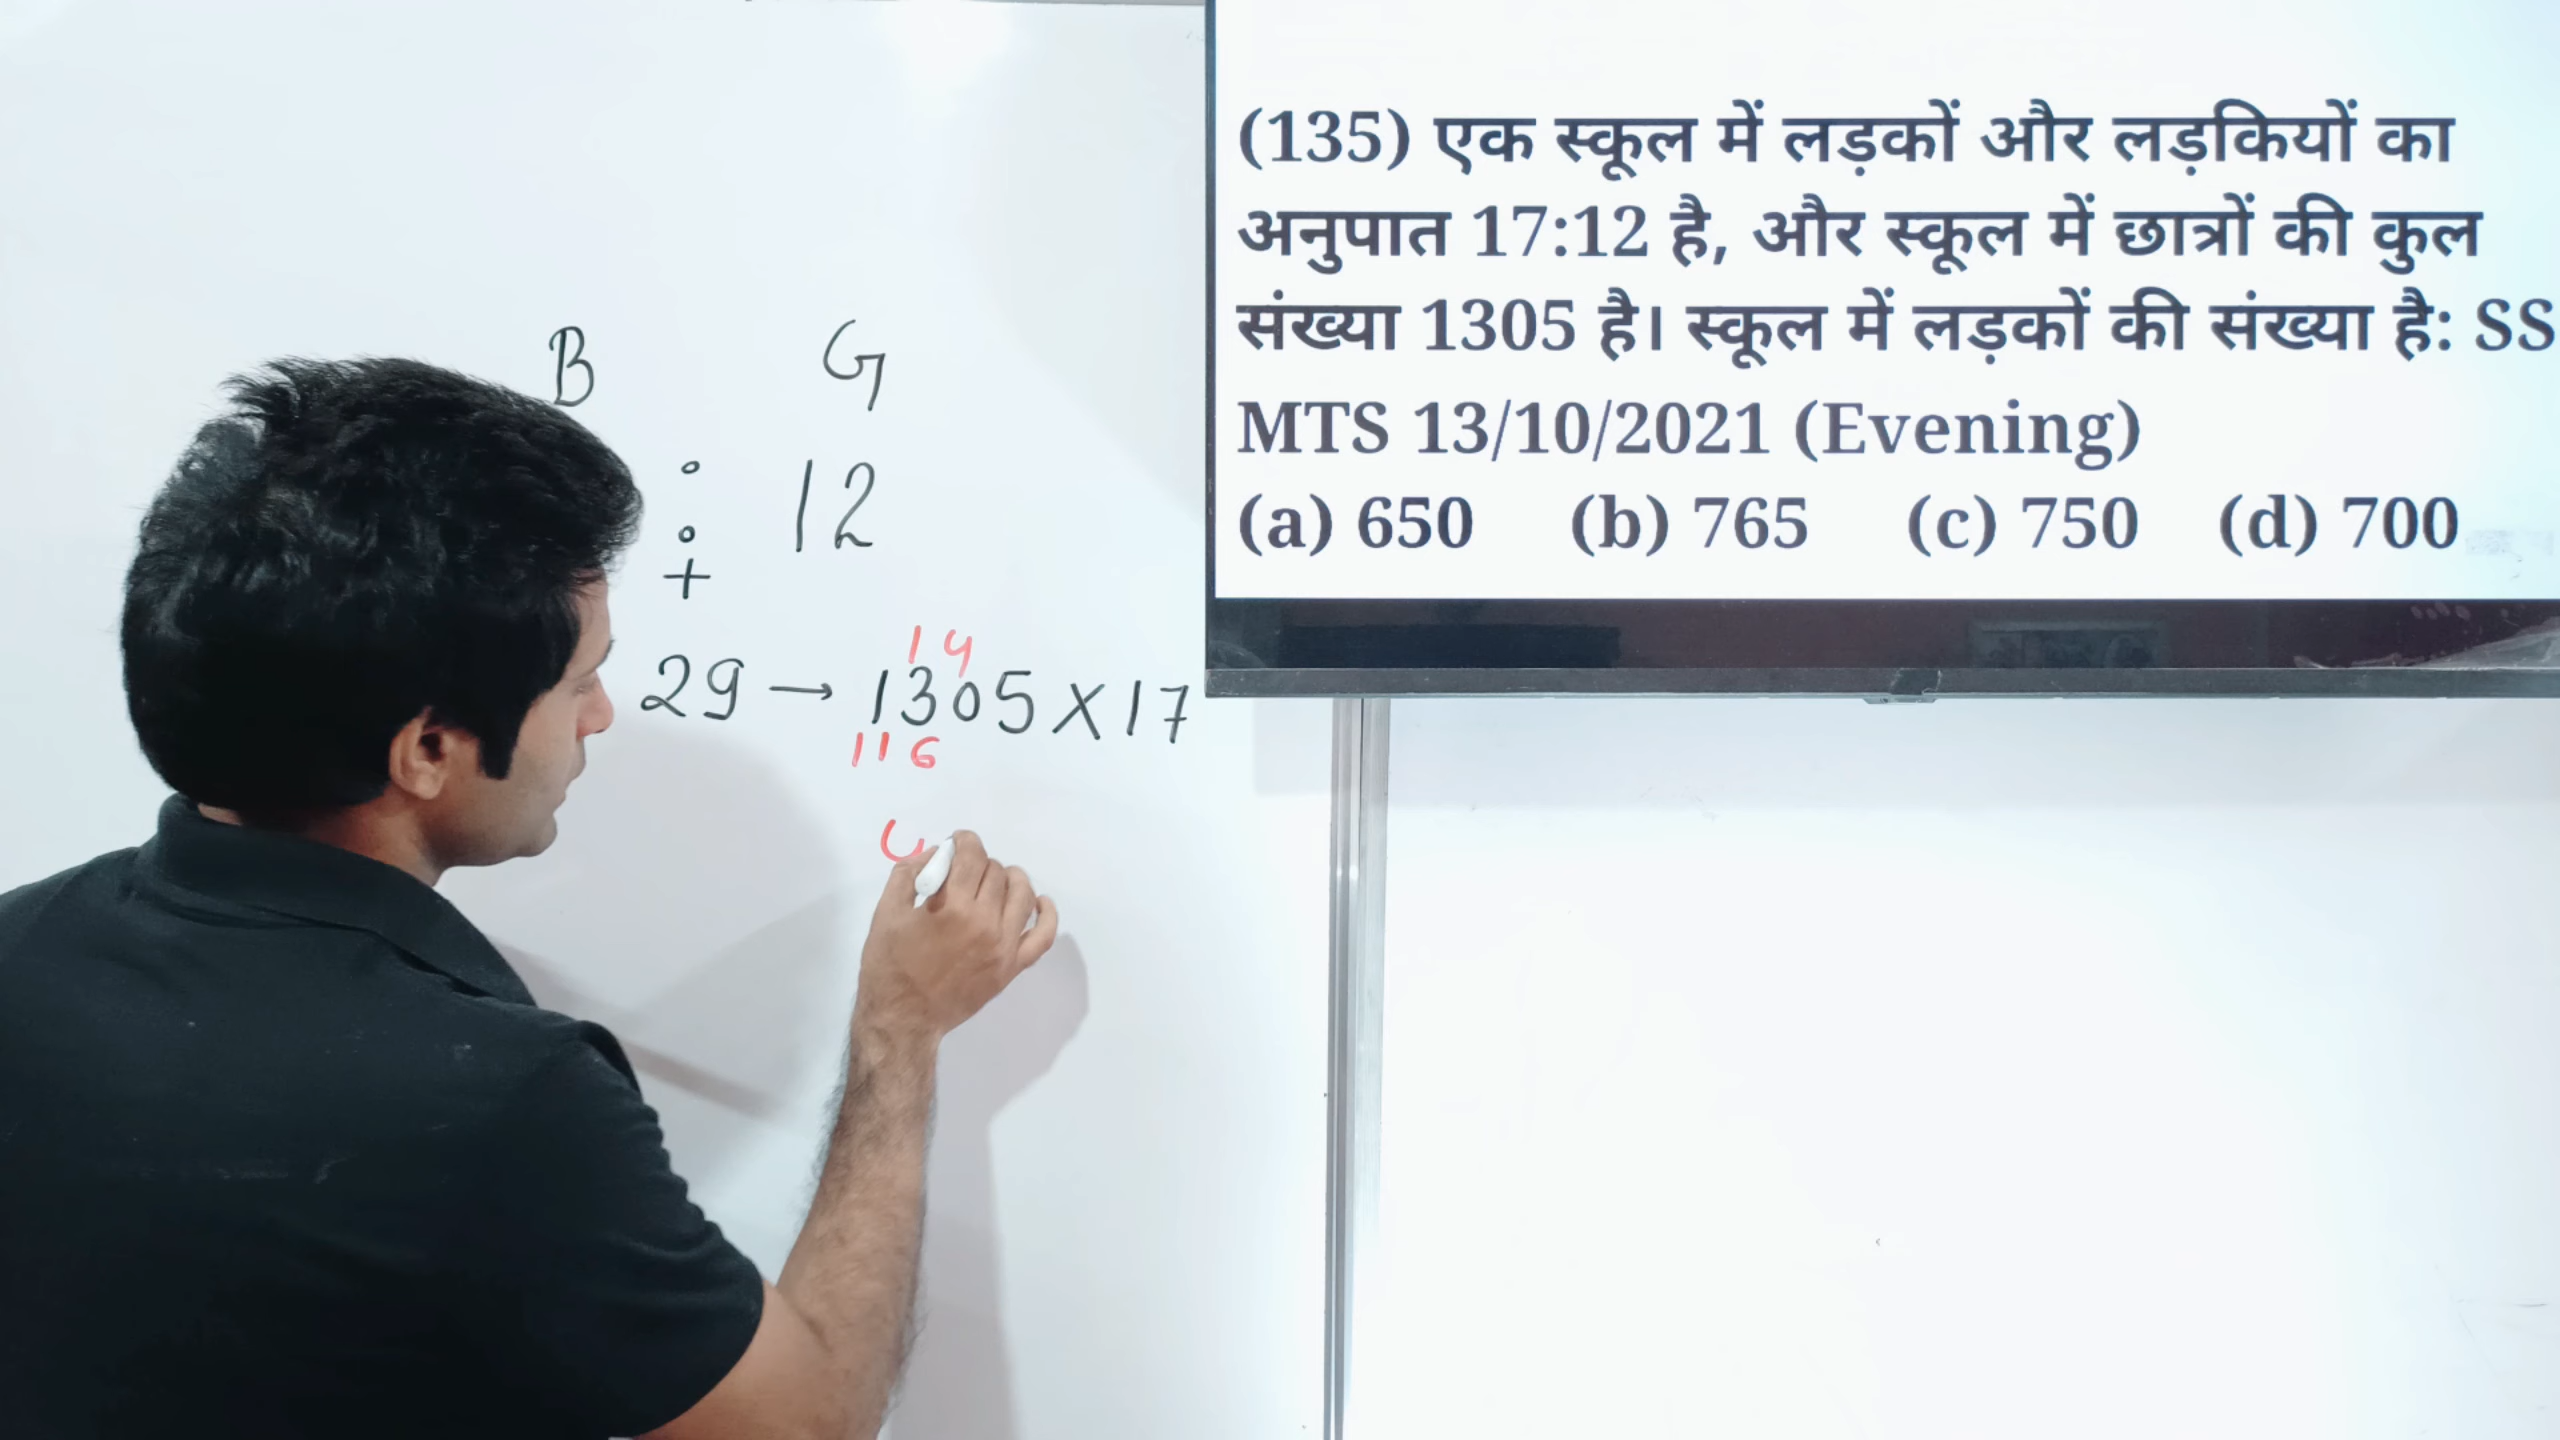 (135) एक स्कूल में लड़कों और लड़कियों का
अनुपात 17:12 है, और स्कूल में छात्रों की कुल
संख्या 1305 है। स्कूल में लड़कों की संख्या है: SS
MTS 13/10/2021 (Evening)
(a) 650 (b) 765 (c) 750 (d) 700
B G
: 12
+
14
29 → 1305 X 17
116